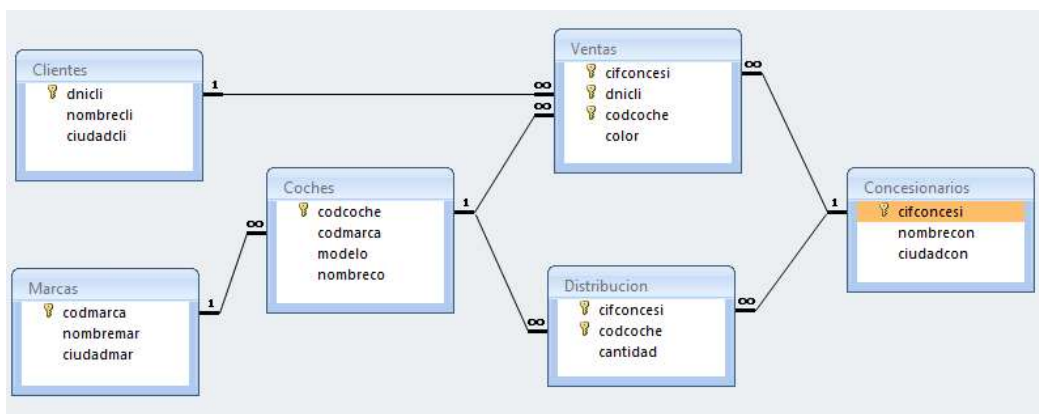 Clientes
dnicli
nombrecli
ciudadcli
Marcas
codmarca
nombremar
ciudadmar
Coches
codcoche
codmarca
modelo
nombreco
Ventas
cifconcesi
dnicli
codcoche
color
Distribucion
cifconcesi
codcoche
cantidad
Concesionarios
cifconcesi
nombrecon
ciudadcon
1
∞
1
∞
∞
1
∞
∞
1
∞